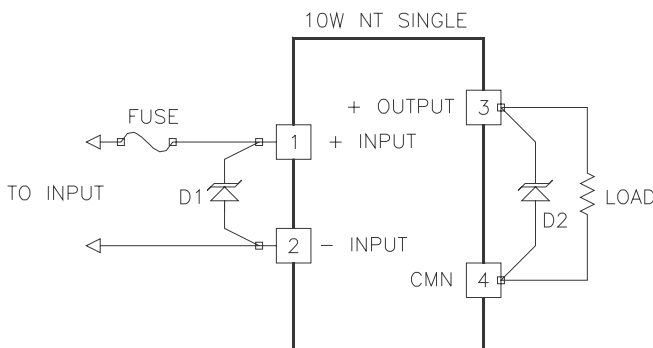 10W NT SINGLE
+ OUTPUT 3
FUSE
1 + INPUT
TO INPUT
D1
D2
LOAD
2 - INPUT
CMN 4